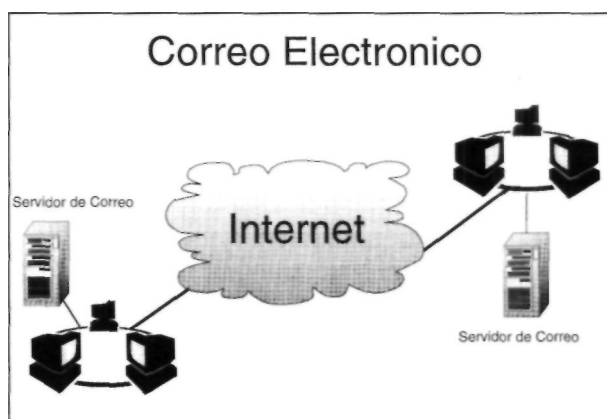 Correo Electronico
Servidor de Correo
Internet
Servidor de Correo